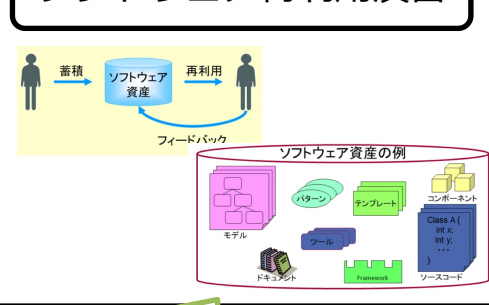 蓄積
ソフトウェア
資産
再利用
フィードバック
ソフトウェア資産の例
モデル
パターン
テンプレート
コンポーネント
ツール
Class A {
int x;
Int y;
・・・
}
ドキュメント
Framework
ソースコード